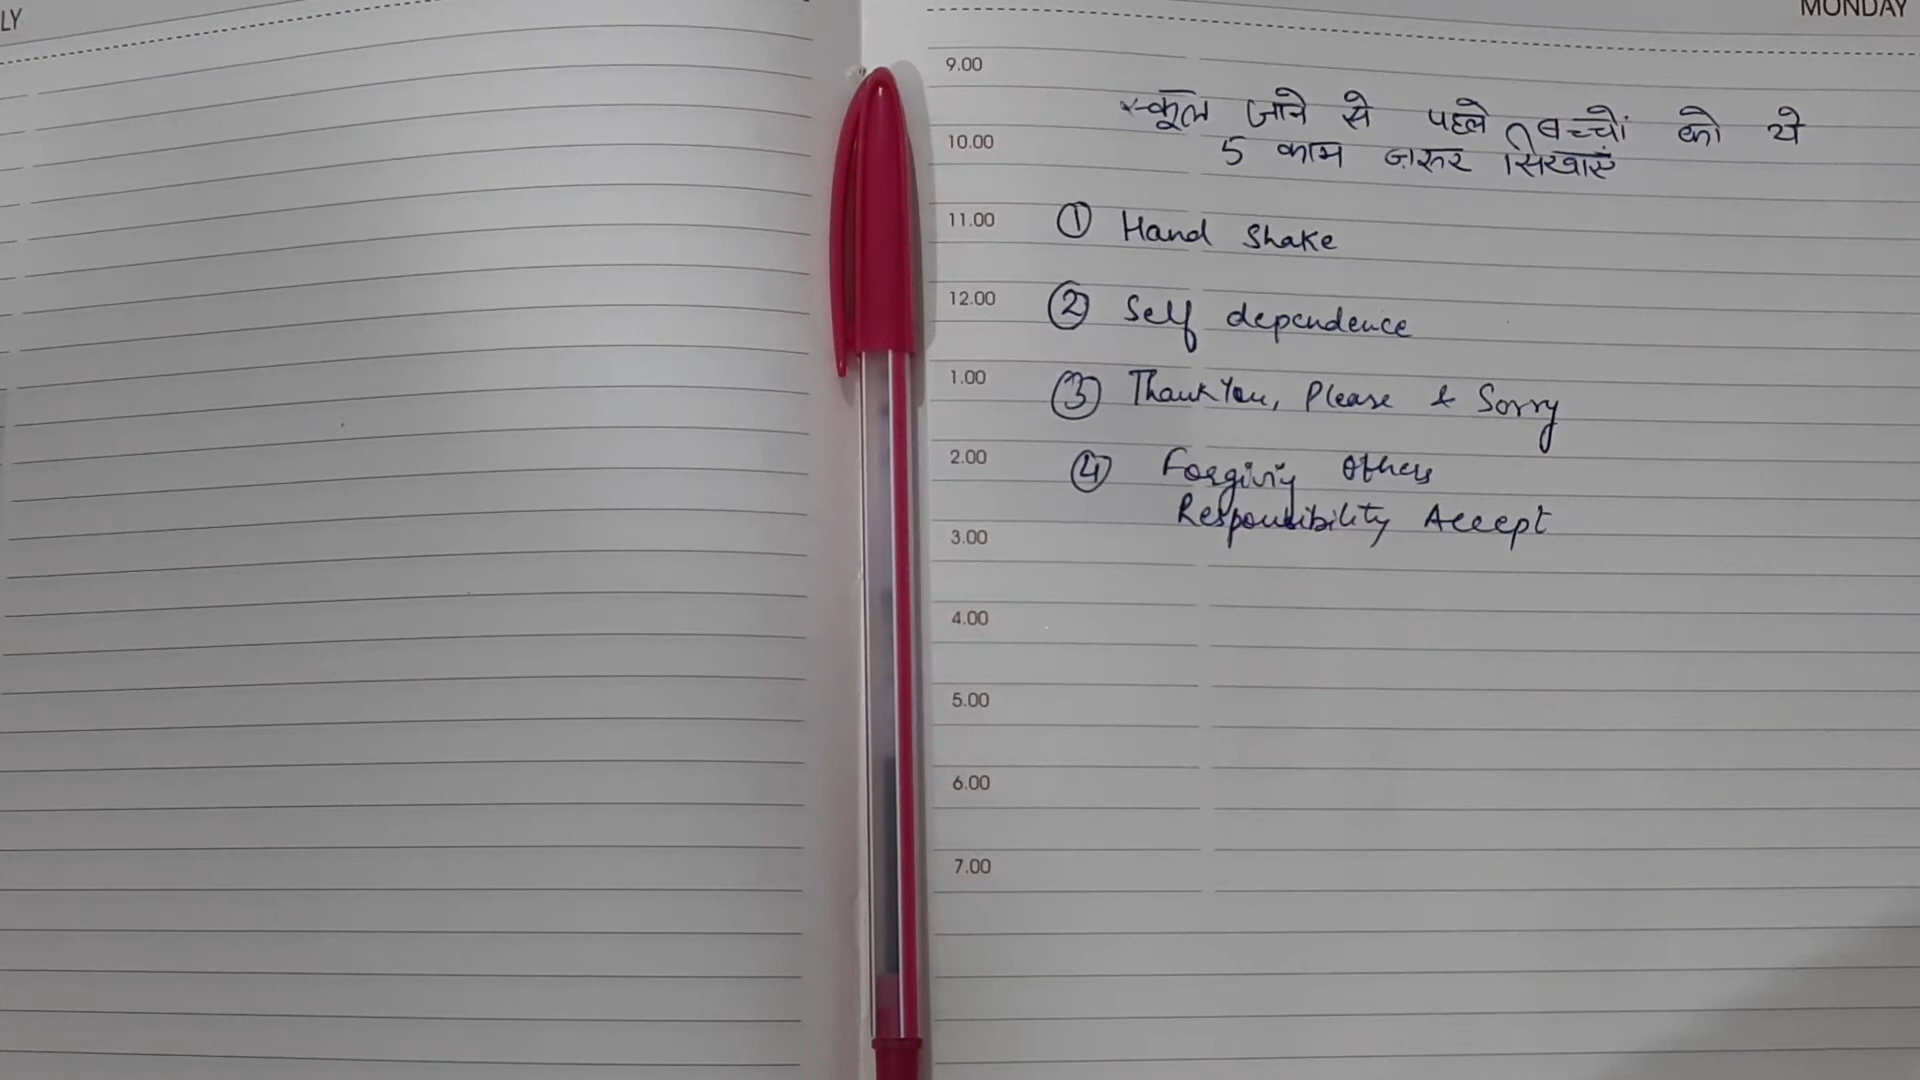 LY
MONDAY
9.00
स्कूल जाने से पहले बच्चों को ये
10.00
5 काम ज़रूर सिखाएं
11.00
① Hand Shake
12.00
② Self dependence
1.00
③ Thank You, Please & Sorry
2.00
④ Forgiving Others
Responsibility Accept
3.00
4.00
5.00
6.00
7.00